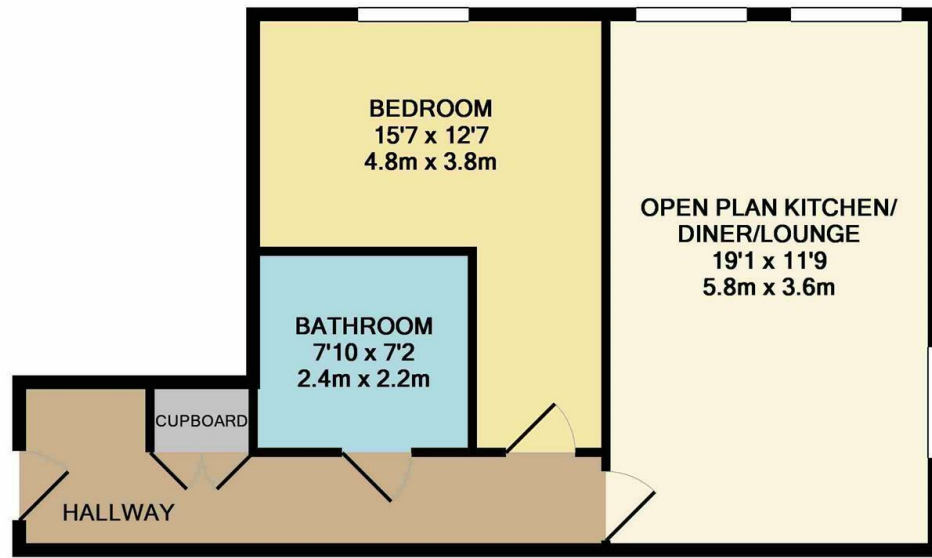 BEDROOM
15'7 x 12'7
4.8m x 3.8m
OPEN PLAN KITCHEN/
DINER/LOUNGE
19'1 x 11'9
5.8m x 3.6m
BATHROOM
7'10 x 7'2
2.4m x 2.2m
CUPBOARD
HALLWAY